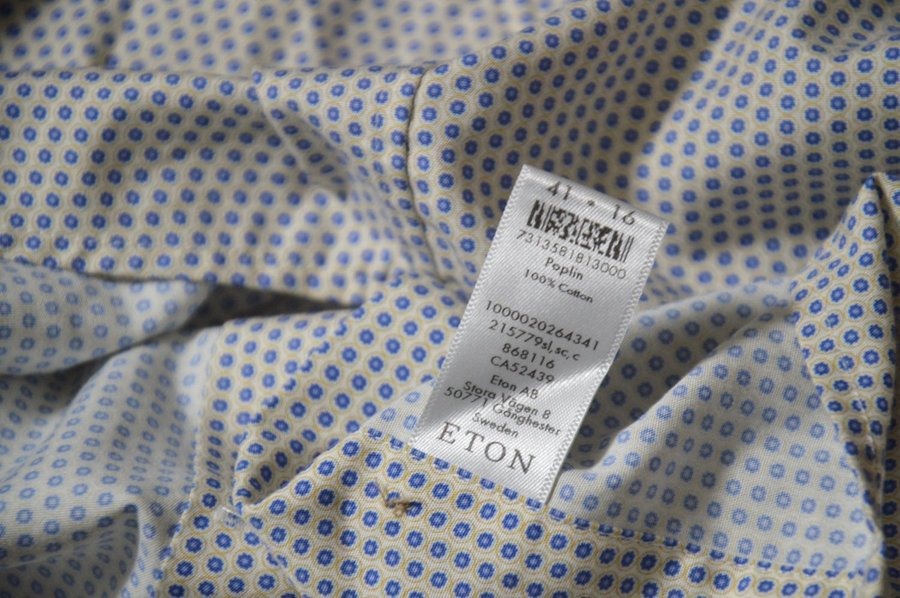 41 * 16
7313581813000
Poplin
100% Cotton
1000020264341
215779sl,sc,c
868116
CA52439
Eton AB
Stora Vägen 8
50771 Gånghester
Sweden
ETON